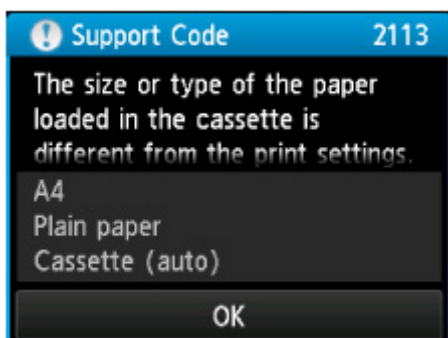 Support Code 2113
The size or type of the paper
loaded in the cassette is
different from the print settings.
A4
Plain paper
Cassette (auto)
OK